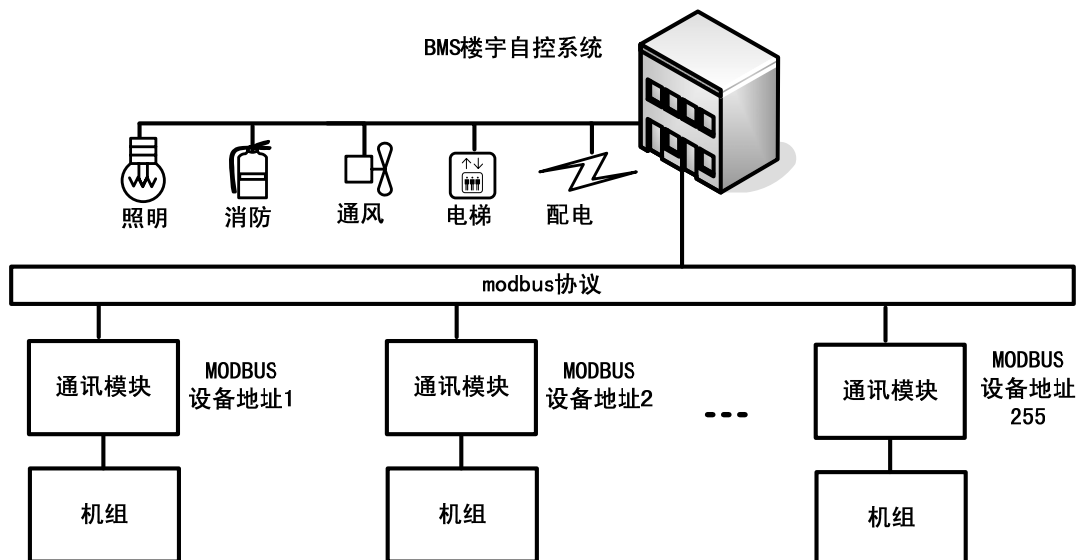 BMS楼宇自控系统
照明
消防
通风
电梯
配电
modbus协议
通讯模块
MODBUS
设备地址1
通讯模块
MODBUS
设备地址2
通讯模块
MODBUS
设备地址
255
机组
机组
机组